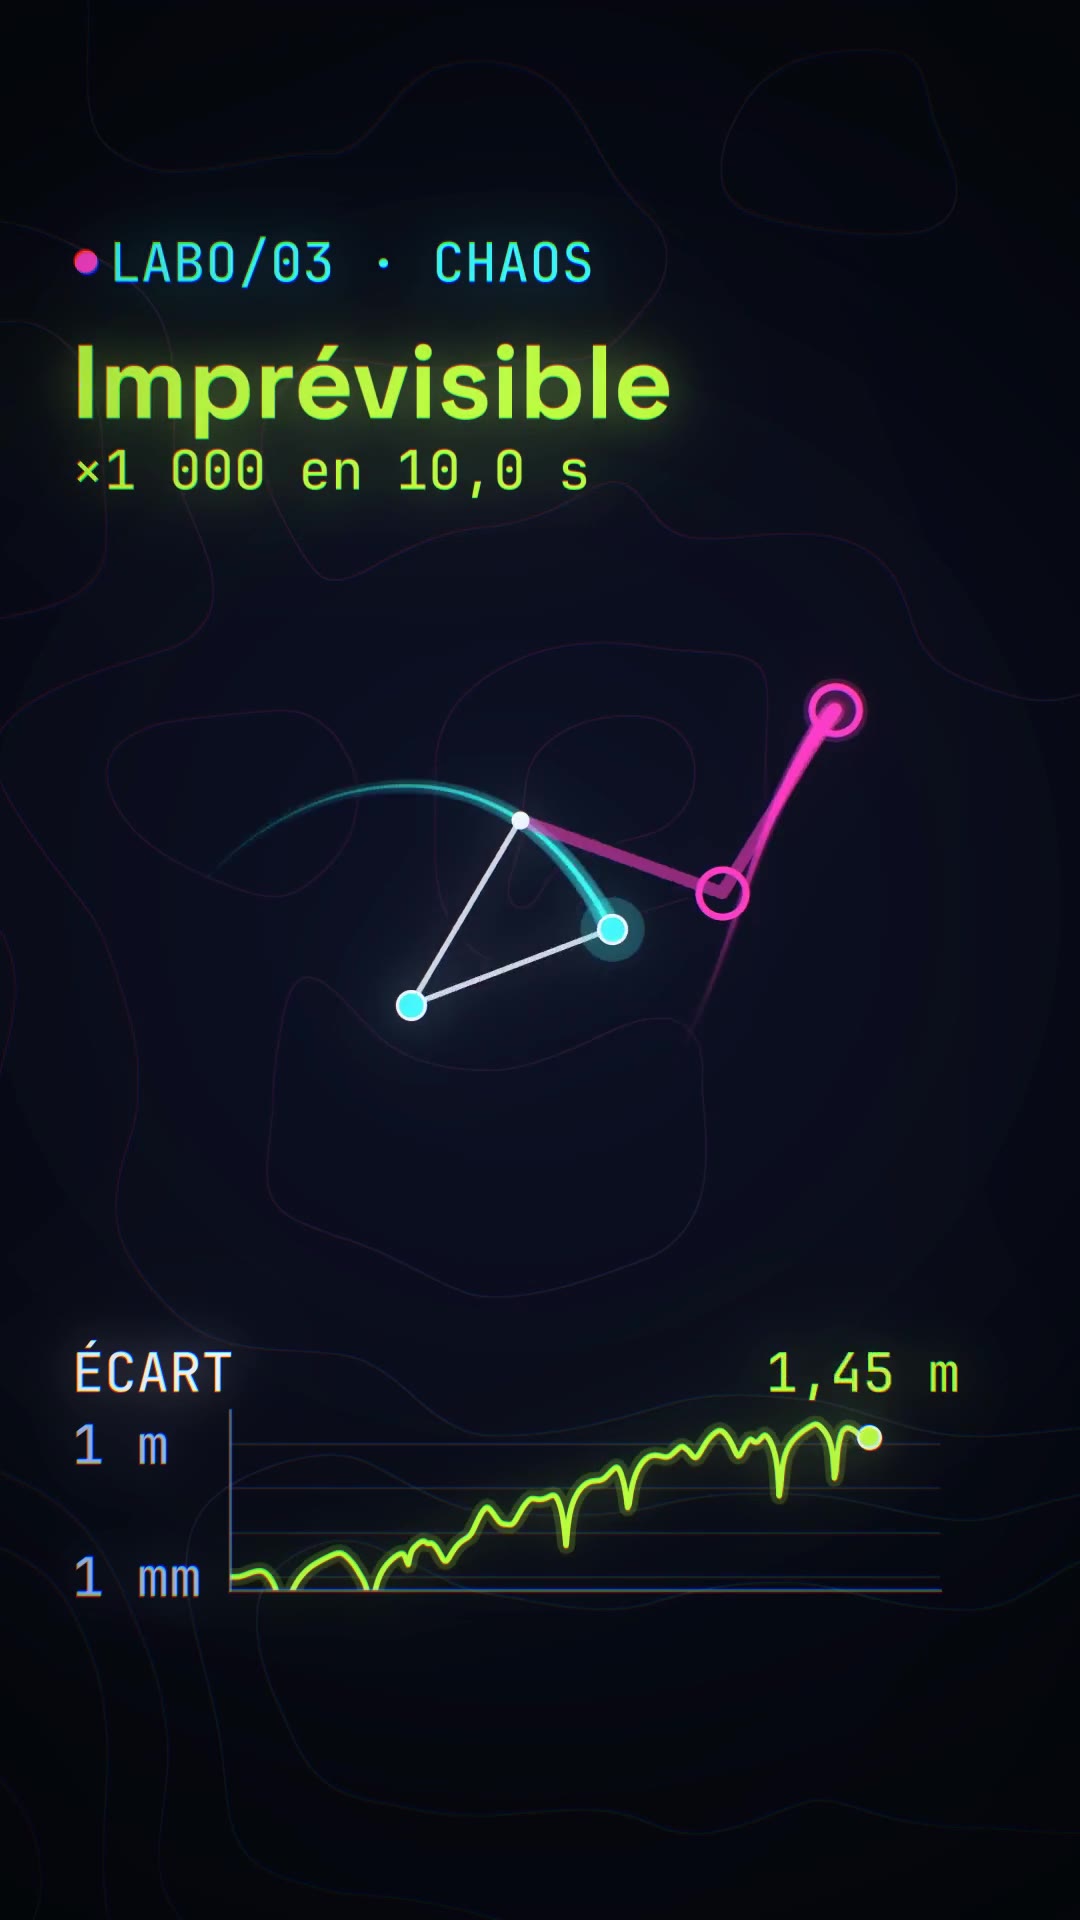 LABO/03 · CHAOS
Imprévisible
×1 000 en 10,0 s
ÉCART
1,45 m
1 m
1 mm